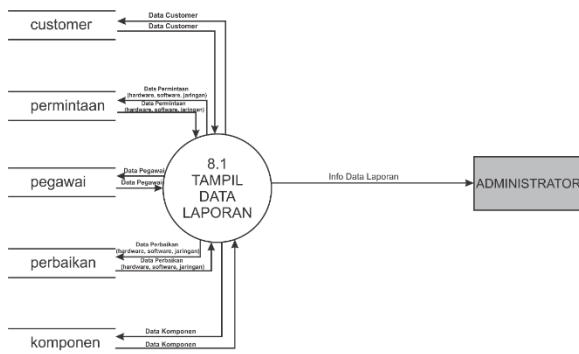 customer
Data Customer
Data Customer
permintaan
Data Permintaan
(hardware, software, jaringan)
Data Permintaan
(hardware, software, jaringan)
pegawai
Data Pegawai
Data Pegawai
8.1
TAMPIL
DATA
LAPORAN
Info Data Laporan
ADMINISTRATOR
perbaikan
Data Perbaikan
(hardware, software, jaringan)
Data Perbaikan
(hardware, software, jaringan)
komponen
Data Komponen
Data Komponen